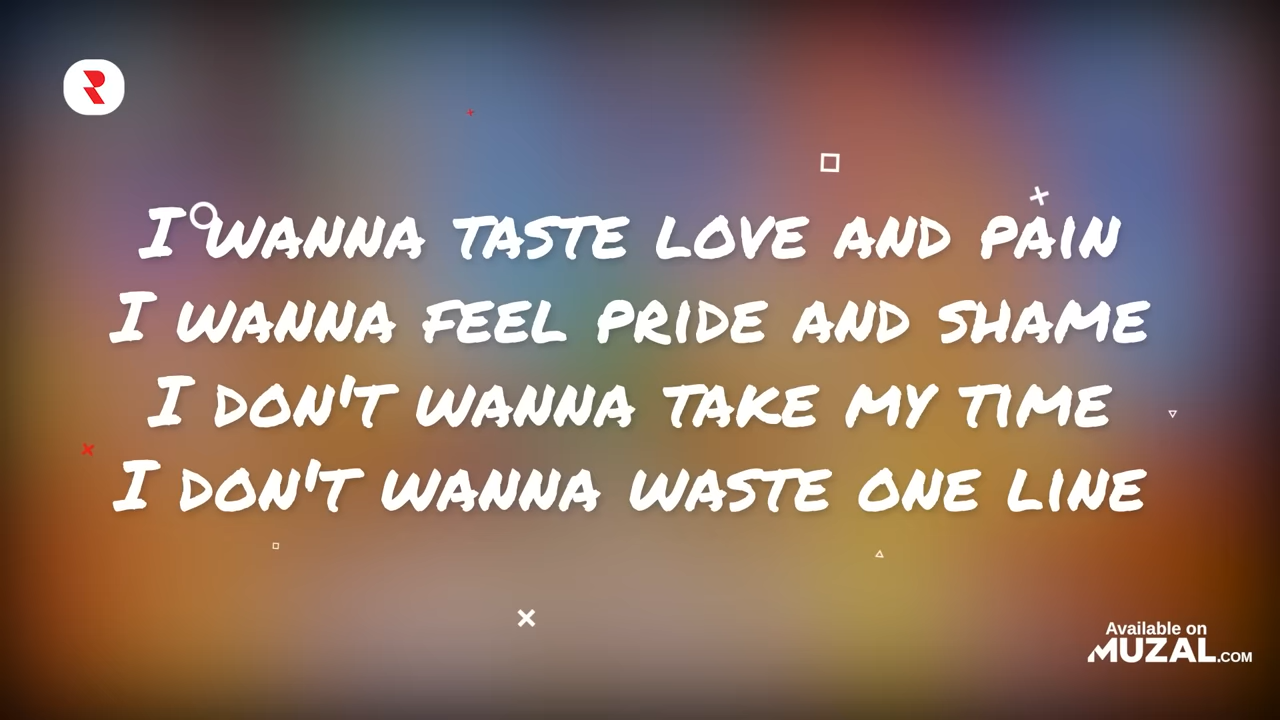 I WANNA TASTE LOVE AND PAIN
I WANNA FEEL PRIDE AND SHAME
I DON'T WANNA TAKE MY TIME
I DON'T WANNA WASTE ONE LINE
Available on
MUZAL.COM